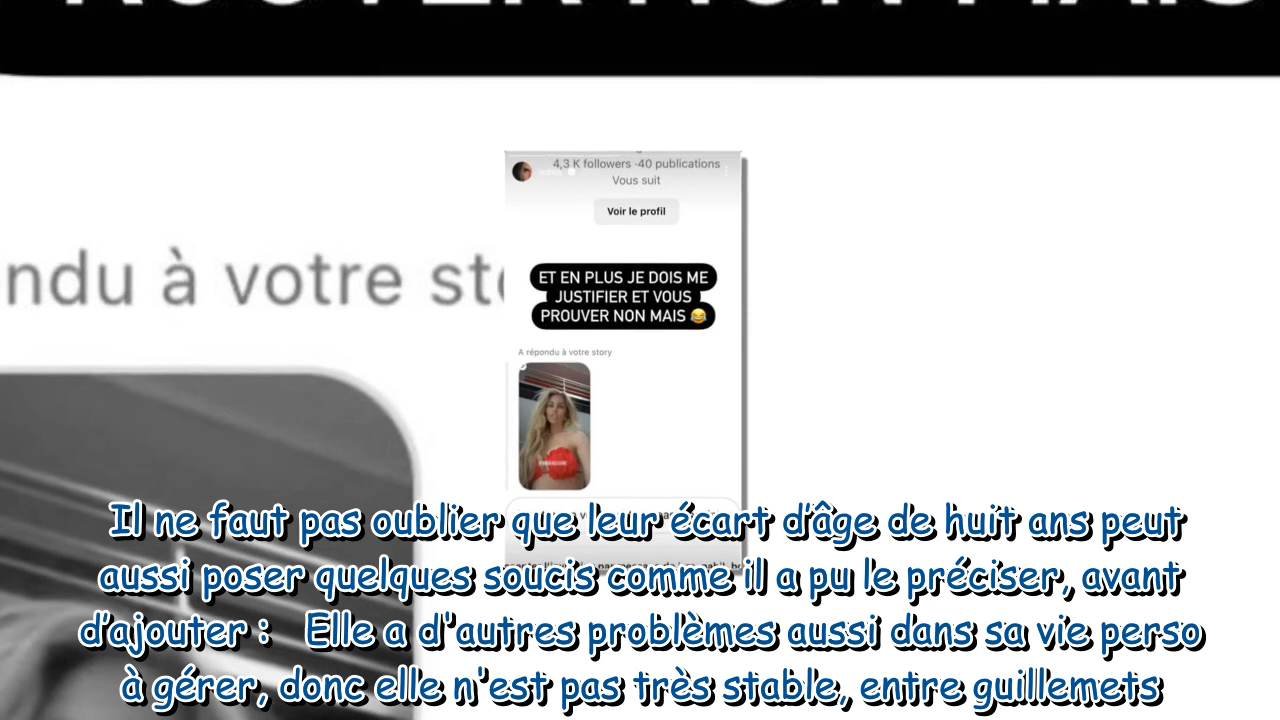 4,3 K followers ·40 publications
Vous suit
Voir le profil
ndu à votre sto
ET EN PLUS JE DOIS ME
JUSTIFIER ET VOUS
PROUVER NON MAIS 😂
A répondu à votre story
Il ne faut pas oublier que leur écart d’âge de huit ans peut
aussi poser quelques soucis comme il a pu le préciser, avant
d’ajouter : Elle a d'autres problèmes aussi dans sa vie perso
à gérer, donc elle n'est pas très stable, entre guillemets